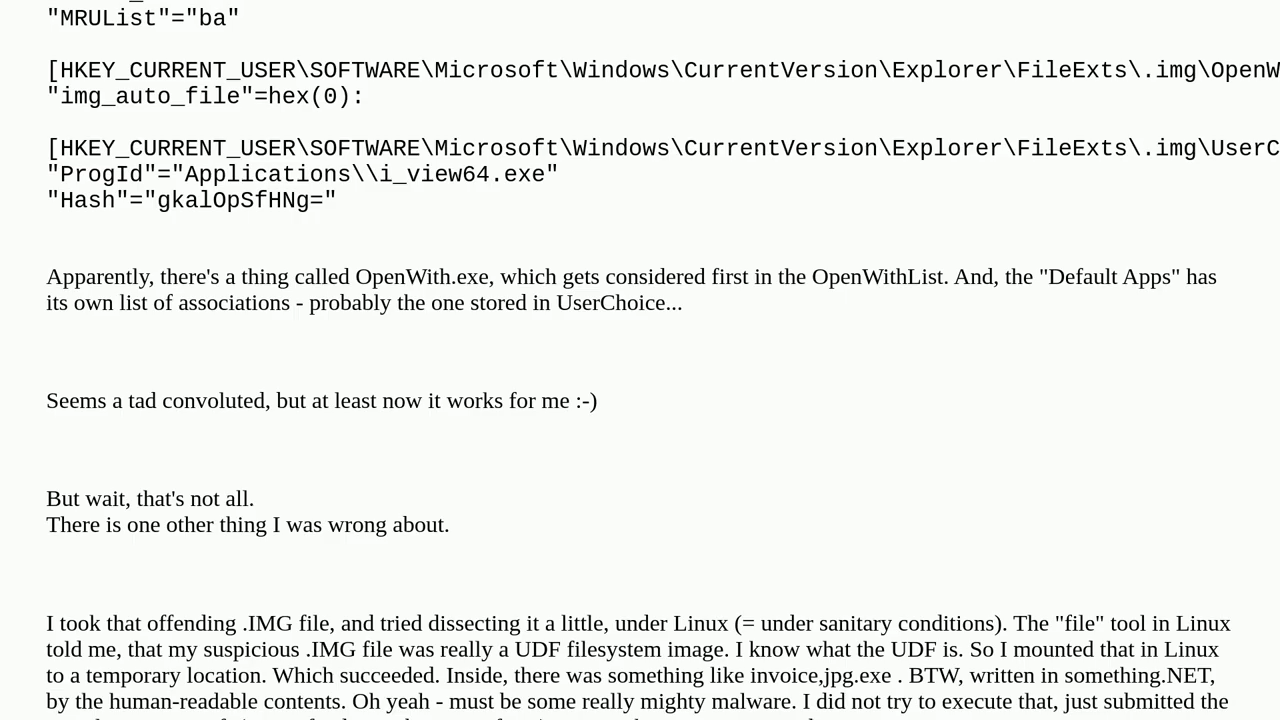 "MRUList"="ba"
[HKEY_CURRENT_USER\SOFTWARE\Microsoft\Windows\CurrentVersion\Explorer\FileExts\.img\OpenW
"img_auto_file"=hex(0):
[HKEY_CURRENT_USER\SOFTWARE\Microsoft\Windows\CurrentVersion\Explorer\FileExts\.img\UserC
"ProgId"="Applications\\i_view64.exe"
"Hash"="gkalOpSfHNg="
Apparently, there's a thing called OpenWith.exe, which gets considered first in the OpenWithList. And, the "Default Apps" has
its own list of associations - probably the one stored in UserChoice...
Seems a tad convoluted, but at least now it works for me :-)
But wait, that's not all.
There is one other thing I was wrong about.
I took that offending .IMG file, and tried dissecting it a little, under Linux (= under sanitary conditions). The "file" tool in Linux
told me, that my suspicious .IMG file was really a UDF filesystem image. I know what the UDF is. So I mounted that in Linux
to a temporary location. Which succeeded. Inside, there was something like invoice,jpg.exe . BTW, written in something.NET,
by the human-readable contents. Oh yeah - must be some really mighty malware. I did not try to execute that, just submitted the